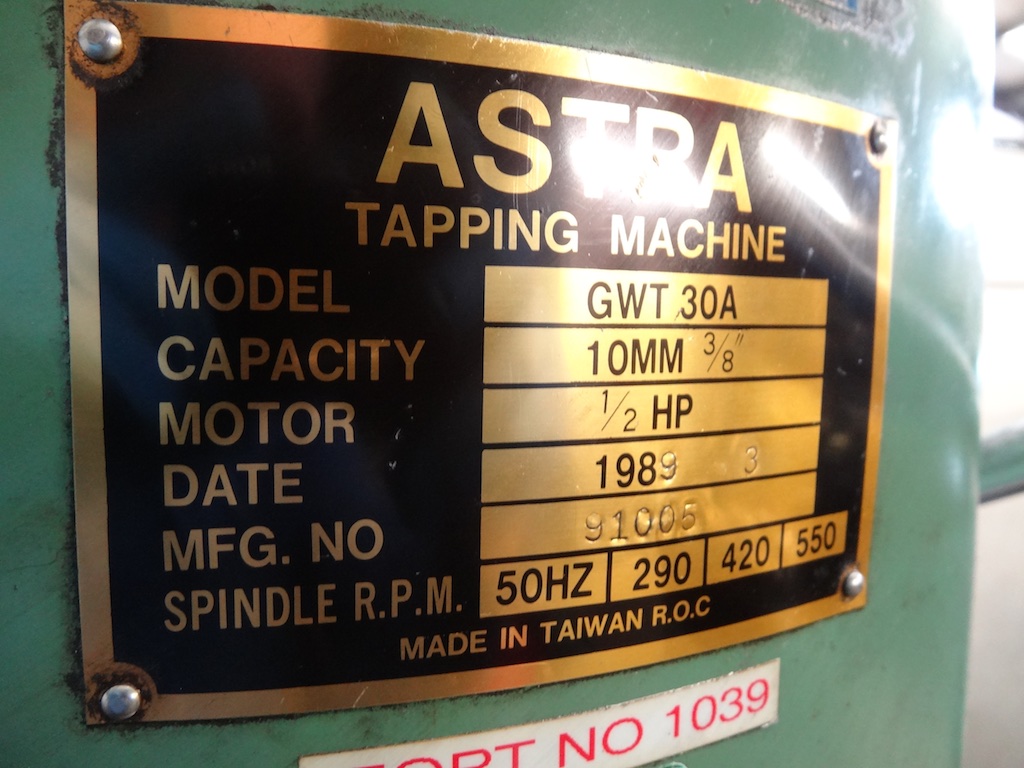 ASTRA
TAPPING MACHINE
MODEL GWT 30A
CAPACITY 10MM 3/8"
MOTOR 1/2 HP
DATE 1989 3
MFG. NO 91005
SPINDLE R.P.M. 50HZ 290 420 550
MADE IN TAIWAN R.O.C
NO 1039